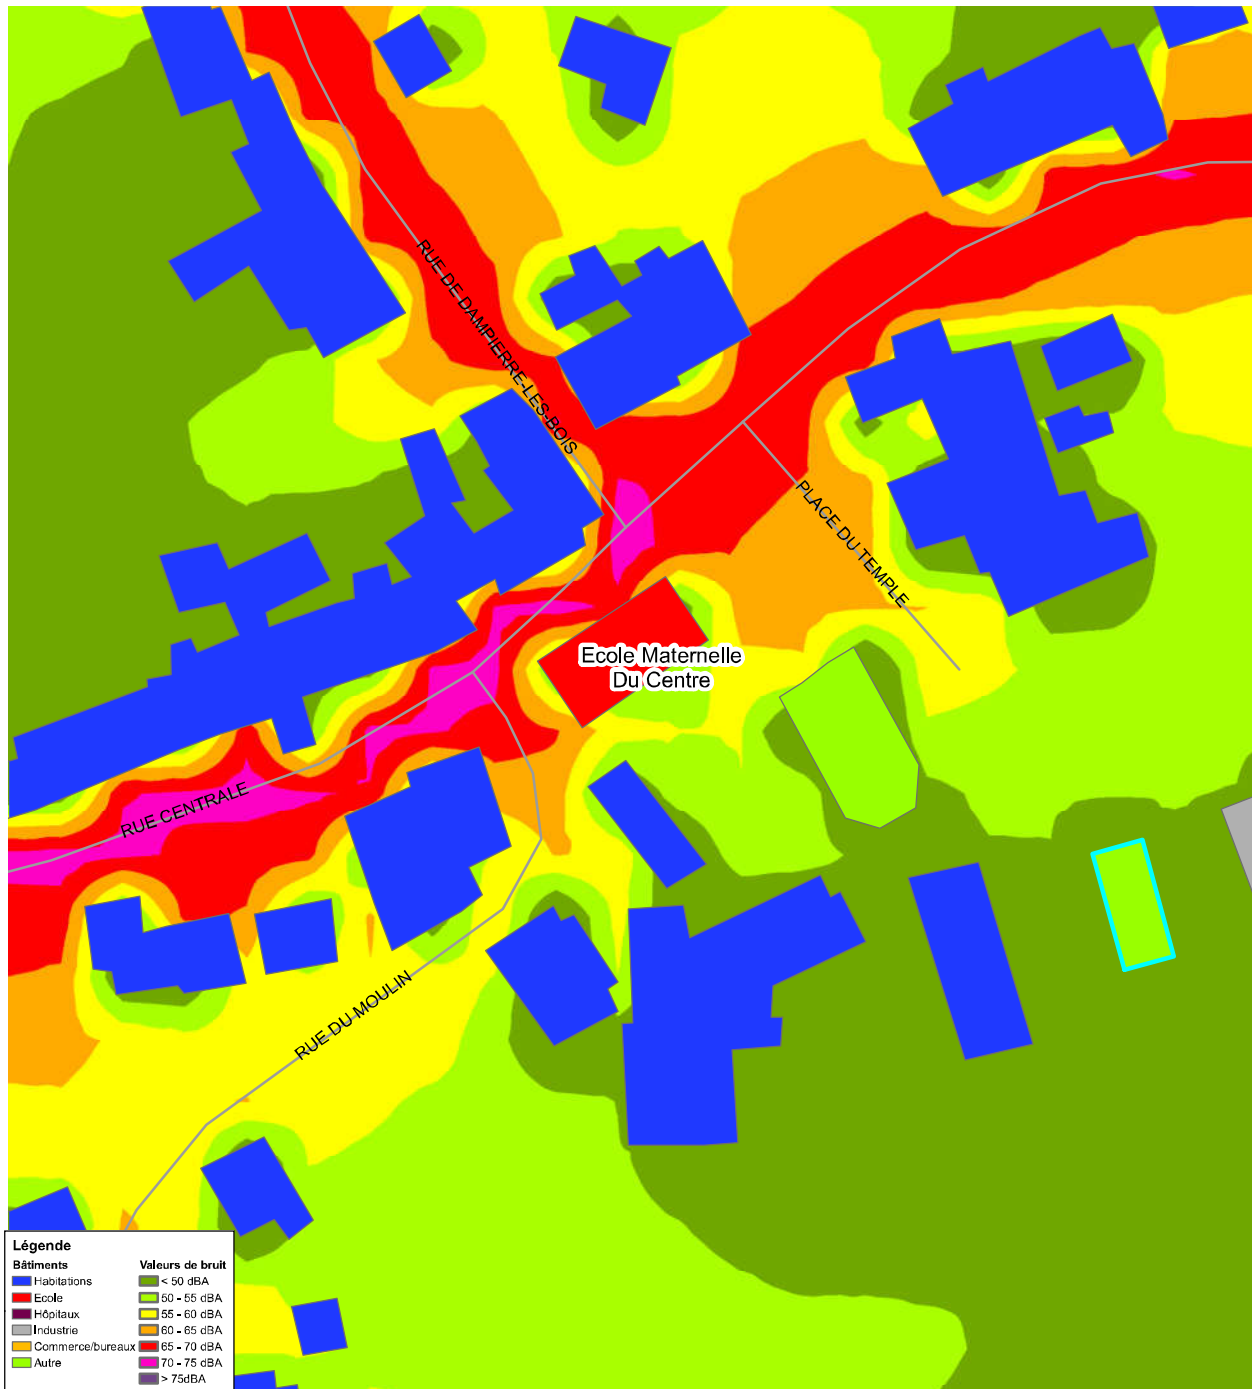 RUE DE DAMPIERRE-LES-BOIS
PLACE DU TEMPLE
Ecole Maternelle
Du Centre
RUE CENTRALE
RUE DU MOULIN
Légende
Bâtiments
Habitations
Ecole
Hôpitaux
Industrie
Commerce/bureaux
Autre
Valeurs de bruit
< 50 dBA
50 - 55 dBA
55 - 60 dBA
60 - 65 dBA
65 - 70 dBA
70 - 75 dBA
> 75dBA